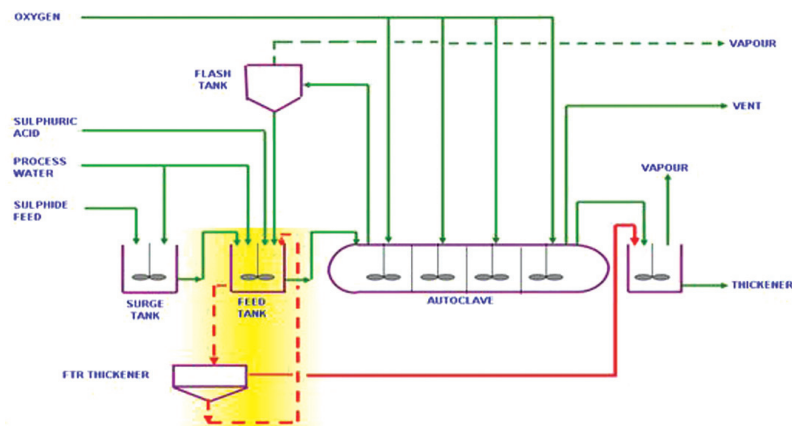 OXYGEN
VAPOUR
FLASH
TANK
VENT
SULPHURIC
ACID
PROCESS
WATER
VAPOUR
SULPHIDE
FEED
SURGE
TANK
FEED
TANK
AUTOCLAVE
THICKENER
FTR THICKENER